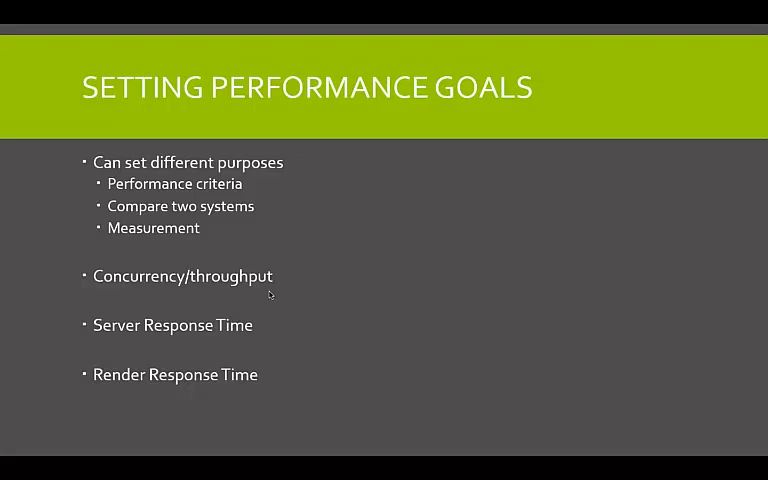 SETTING PERFORMANCE GOALS
▪ Can set different purposes
▪ Performance criteria
▪ Compare two systems
▪ Measurement
▪ Concurrency/throughput
▪ Server Response Time
▪ Render Response Time